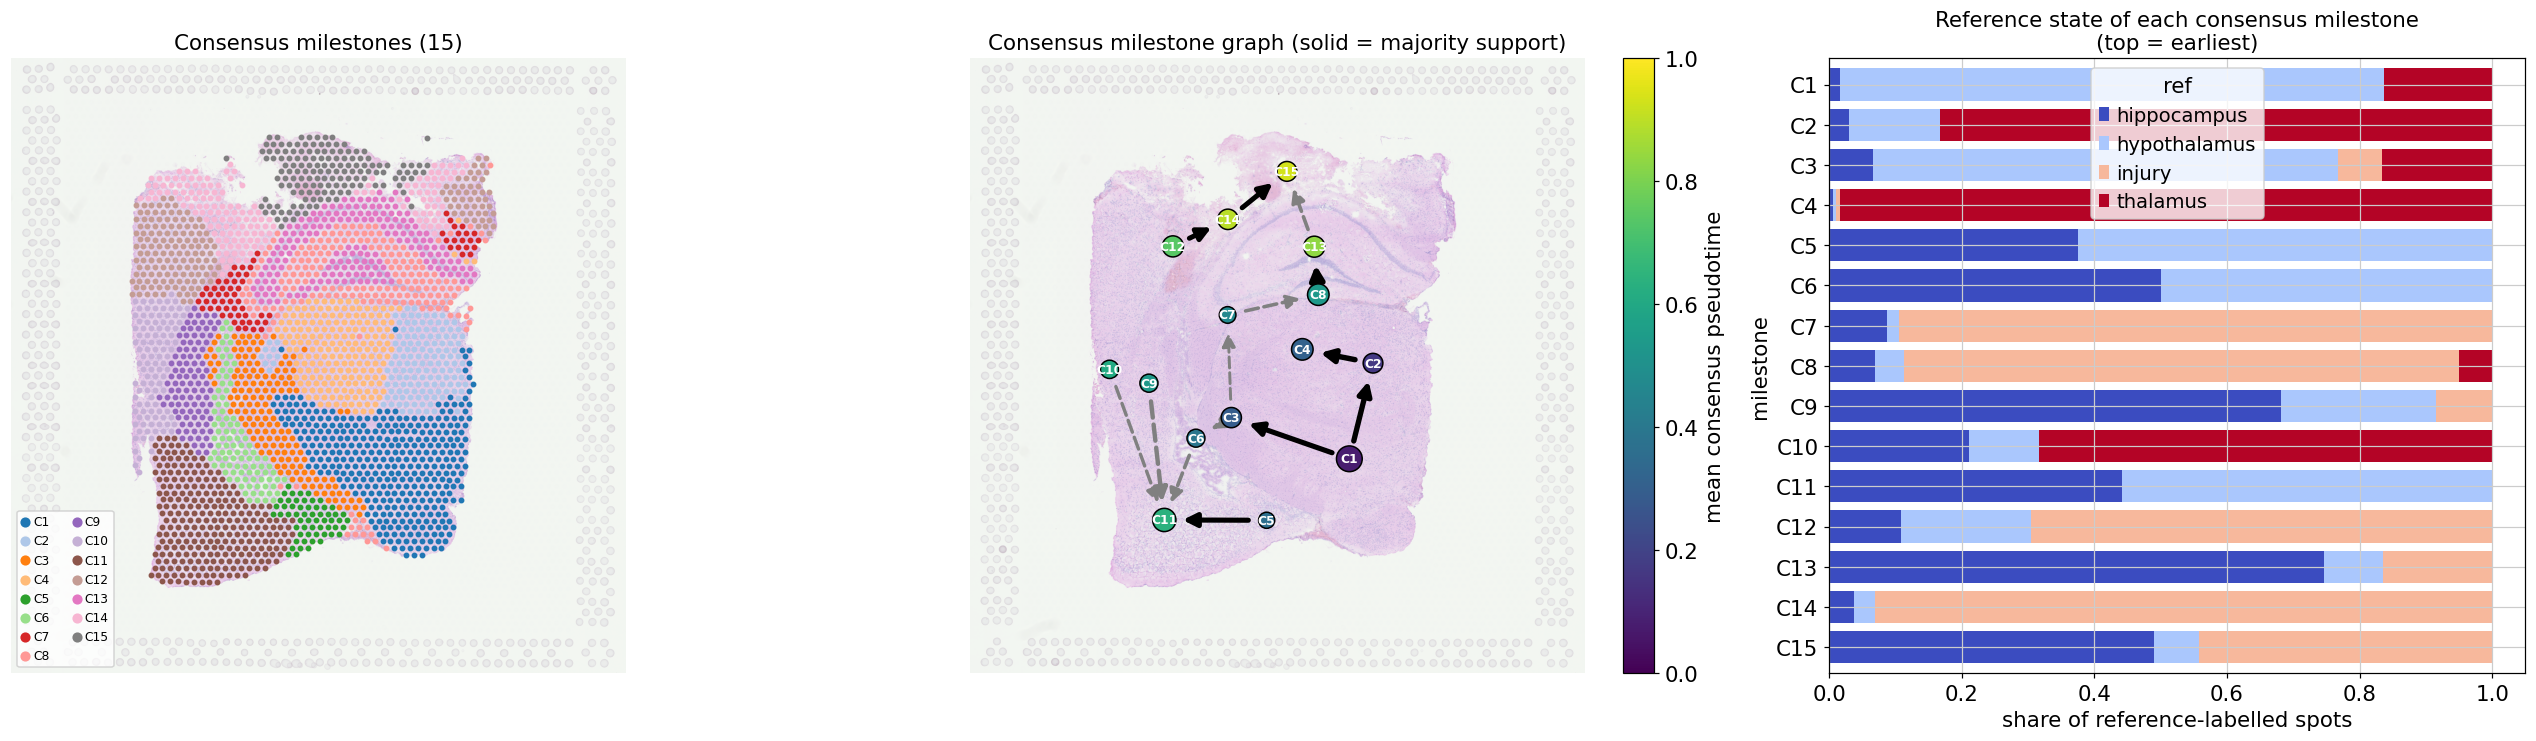 Consensus milestones (15)
C1
C2
C3
C4
C5
C6
C7
C8
C9
C10
C11
C12
C13
C14
C15
Consensus milestone graph (solid = majority support)
C15
C14
C12
C13
C8
C7
C4
C2
C10
C9
C3
C6
C1
C11
C5
1.0
0.8
0.6
0.4
0.2
0.0
mean consensus pseudotime
Reference state of each consensus milestone
(top = earliest)
milestone
C1
C2
C3
C4
C5
C6
C7
C8
C9
C10
C11
C12
C13
C14
C15
ref
hippocampus
hypothalamus
injury
thalamus
0.0
0.2
0.4
0.6
0.8
1.0
share of reference-labelled spots